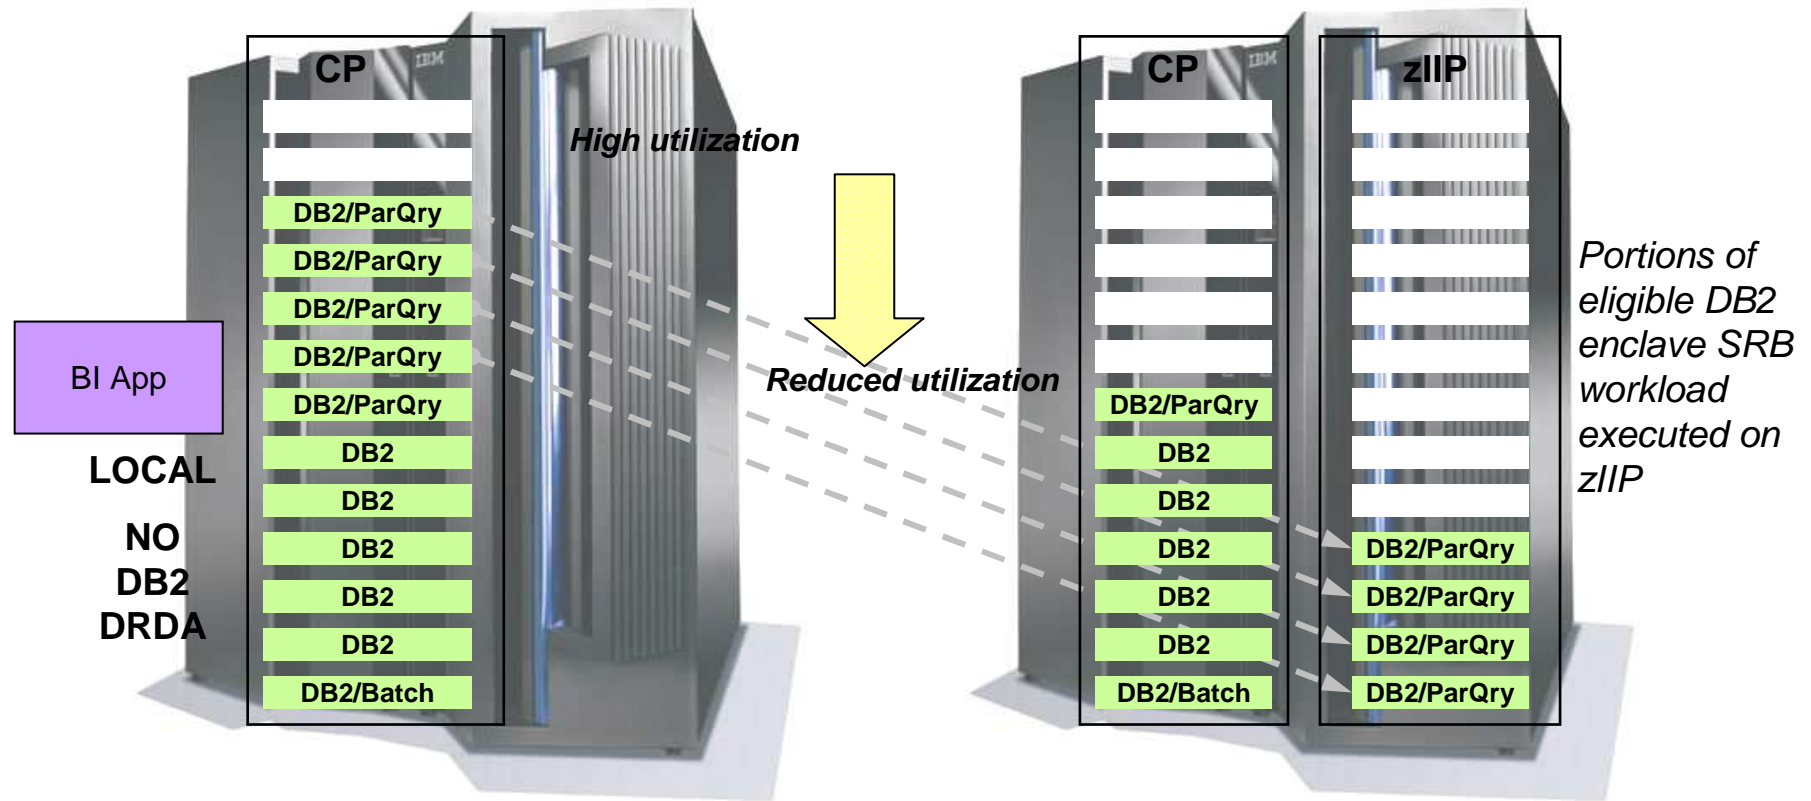 CP
IBM
High utilization
DB2/ParQry
DB2/ParQry
DB2/ParQry
DB2/ParQry
DB2/ParQry
DB2
DB2
DB2
DB2
DB2
DB2/Batch
BI App
LOCAL
NO
DB2
DRDA
Reduced utilization
CP
IBM
DB2/ParQry
DB2
DB2
DB2
DB2
DB2
DB2/Batch
zIIP
DB2/ParQry
DB2/ParQry
DB2/ParQry
DB2/ParQry
Portions of
eligible DB2
enclave SRB
workload
executed on
zIIP